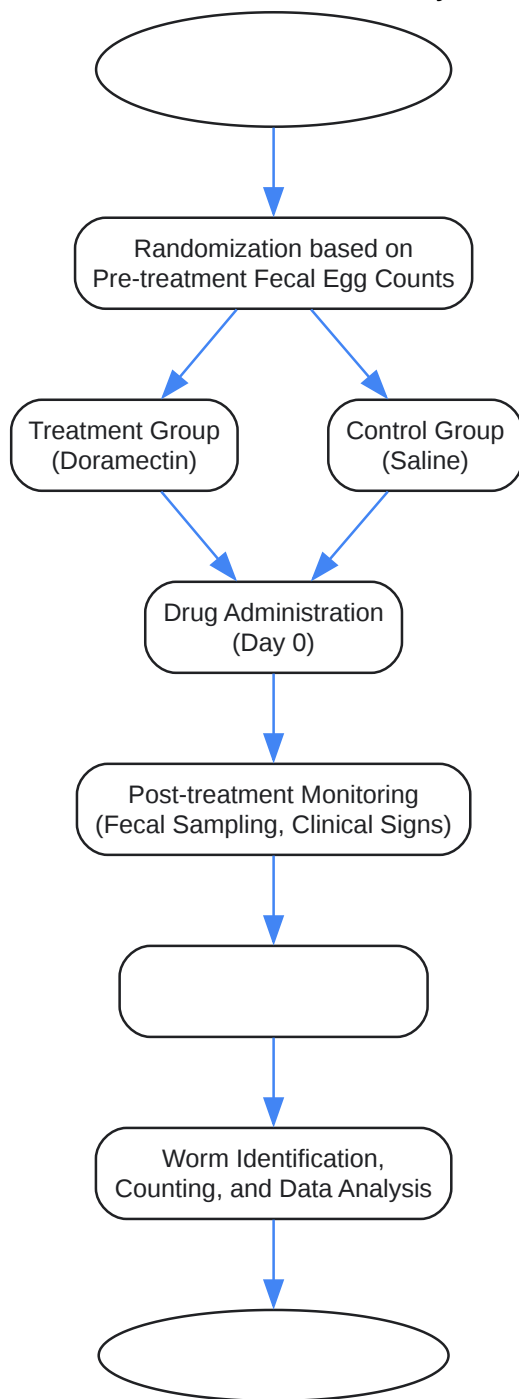 Randomization based on
Pre-treatment Fecal Egg Counts
Treatment Group
(Doramectin)
Control Group
(Saline)
Drug Administration
(Day 0)
Post-treatment Monitoring
(Fecal Sampling, Clinical Signs)
Worm Identification,
Counting, and Data Analysis